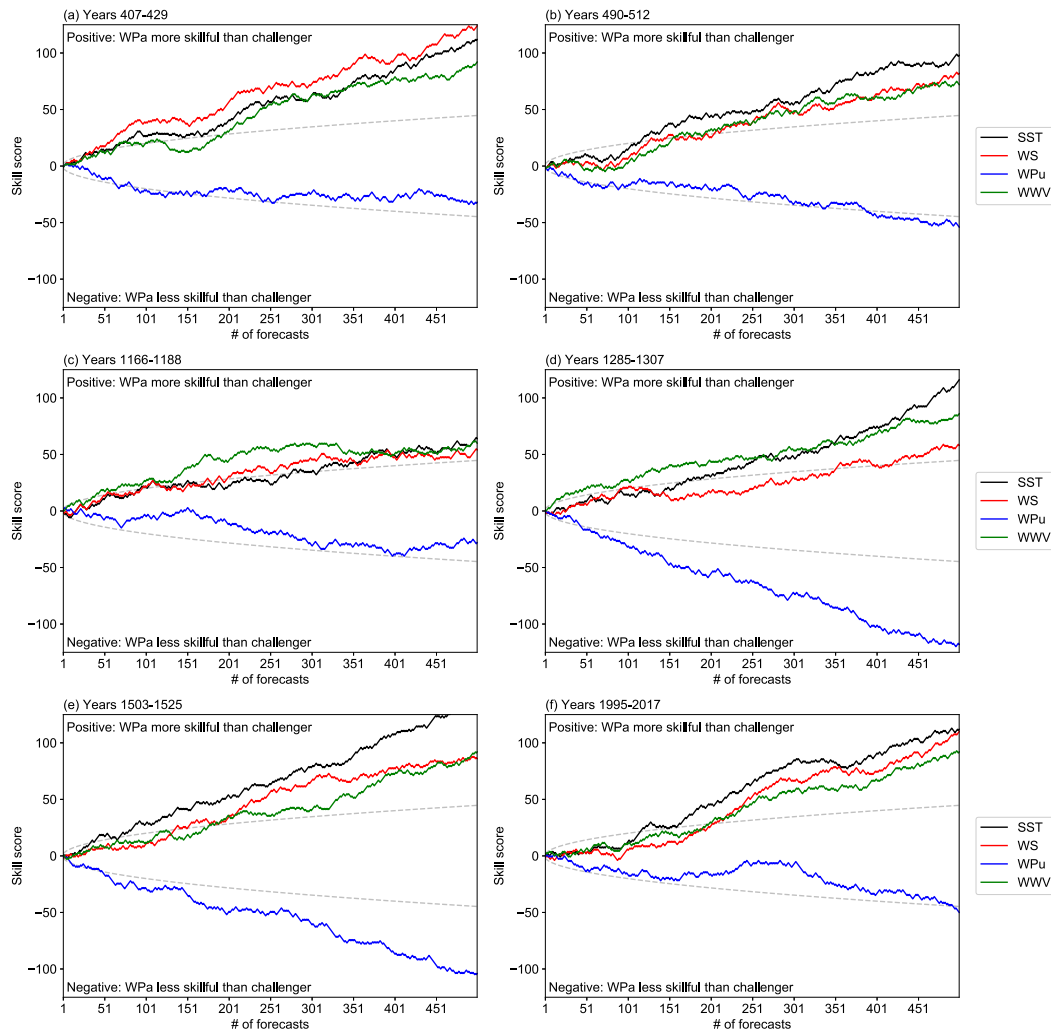 (a) Years 407-429
Positive: WPa more skillful than challenger
100
50
0
−50
−100
Skill score
Negative: WPa less skillful than challenger
1 51 101 151 201 251 301 351 401 451
# of forecasts
(b) Years 490-512
Positive: WPa more skillful than challenger
100
50
0
−50
−100
Skill score
Negative: WPa less skillful than challenger
1 51 101 151 201 251 301 351 401 451
# of forecasts
SST
WS
WPu
WWV
(c) Years 1166-1188
Positive: WPa more skillful than challenger
100
50
0
−50
−100
Skill score
Negative: WPa less skillful than challenger
1 51 101 151 201 251 301 351 401 451
# of forecasts
(d) Years 1285-1307
Positive: WPa more skillful than challenger
100
50
0
−50
−100
Skill score
Negative: WPa less skillful than challenger
1 51 101 151 201 251 301 351 401 451
# of forecasts
SST
WS
WPu
WWV
(e) Years 1503-1525
Positive: WPa more skillful than challenger
100
50
0
−50
−100
Skill score
Negative: WPa less skillful than challenger
1 51 101 151 201 251 301 351 401 451
# of forecasts
(f) Years 1995-2017
Positive: WPa more skillful than challenger
100
50
0
−50
−100
Skill score
Negative: WPa less skillful than challenger
1 51 101 151 201 251 301 351 401 451
# of forecasts
SST
WS
WPu
WWV